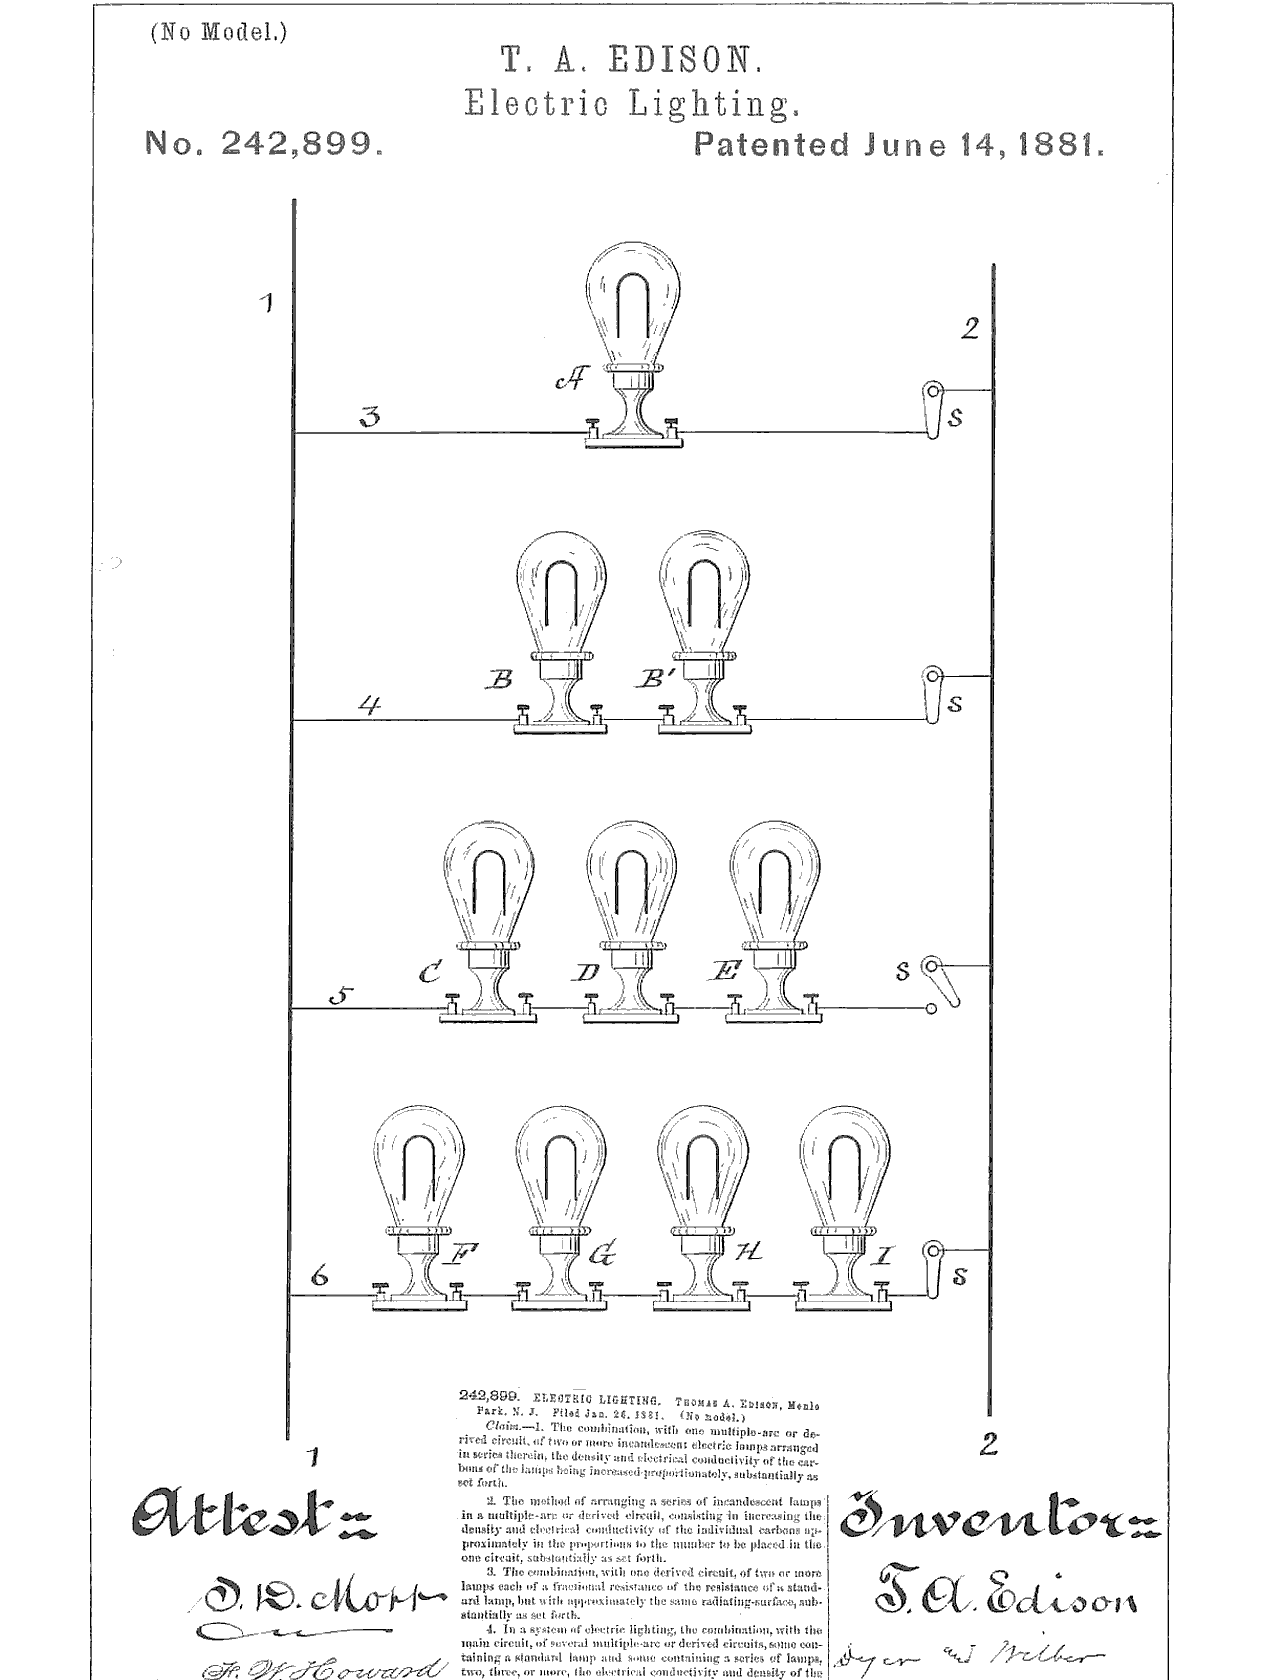 (No Model.)
T. A. EDISON.
Electric Lighting.
No. 242,899. Patented June 14, 1881.
1
2
A
3
S
B
B'
4
S
C
D
E
S
5
F
G
H
I
6
S
242,899. ELECTRIC LIGHTING. THOMAS A. EDISON, Menlo
Park, N. J. Filed Jan. 26, 1881. (No model.)
Claim.—1. The combination, with one multiple-arc or de-
rived circuit, of two or more incandescent electric lamps arranged
in series therein, the density and electrical conductivity of the car-
bons of the lamps being increased proportionately, substantially as
set forth.
2. The method of arranging a series of incandescent lamps
in a multiple-arc or derived circuit, consisting in increasing the
density and electrical conductivity of the individual carbons ap-
proximately in the proportions to the number to be placed in the
one circuit, substantially as set forth.
3. The combination, with one derived circuit, of two or more
lamps each of a fractional resistance of the resistance of a stand-
ard lamp, but with approximately the same radiating-surface, sub-
stantially as set forth.
4. In a system of electric lighting, the combination, with the
main circuit, of several multiple-arc or derived circuits, some con-
taining a standard lamp and some containing a series of lamps,
two, three, or more, the electrical conductivity and density of the
1
2
Attest
Inventor
T. A. Edison
F. W. Howard
Dyer and Wilber